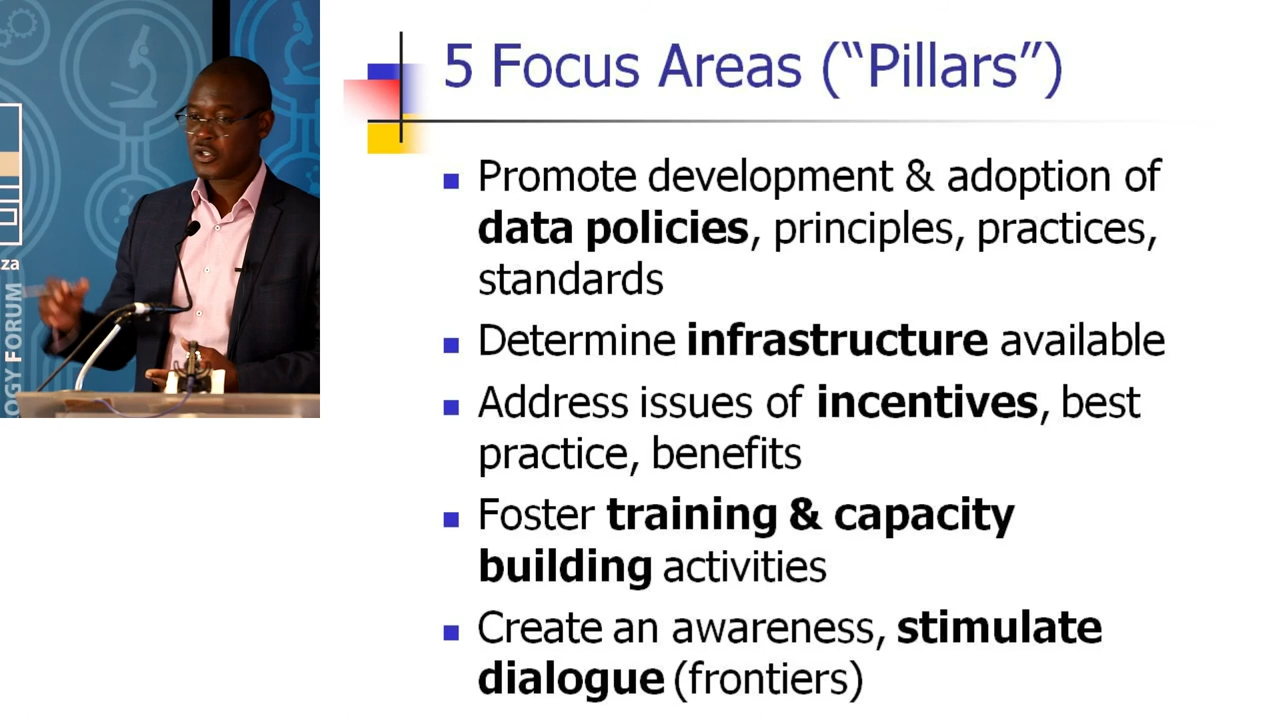 za
OGY FORUM
5 Focus Areas (“Pillars”)
Promote development & adoption of
data policies, principles, practices,
standards
Determine infrastructure available
Address issues of incentives, best
practice, benefits
Foster training & capacity
building activities
Create an awareness, stimulate
dialogue (frontiers)